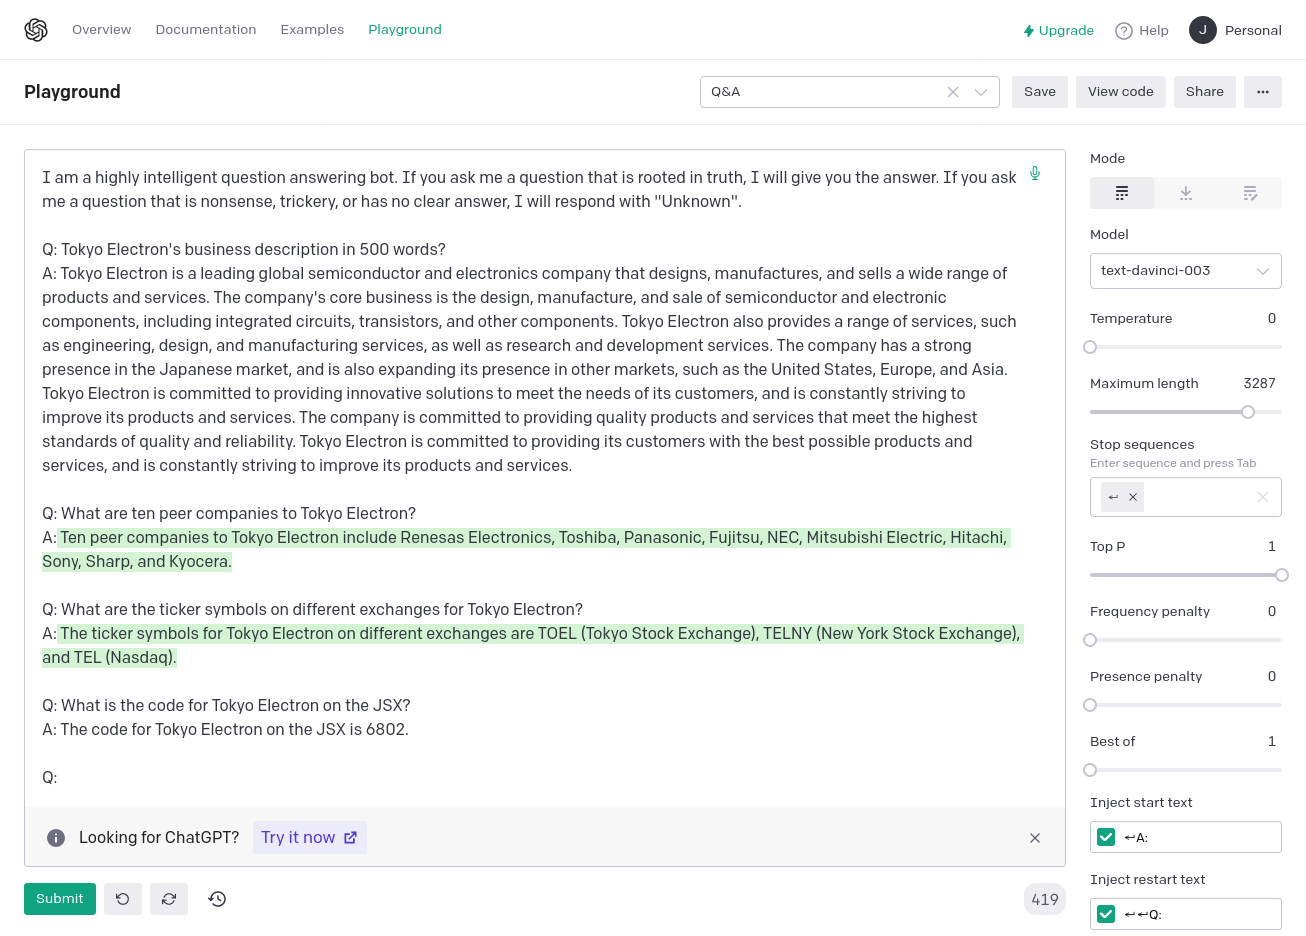 Overview Documentation Examples Playground Upgrade Help J Personal
Playground Q&A Save View code Share ...
I am a highly intelligent question answering bot. If you ask me a question that is rooted in truth, I will give you the answer. If you ask
me a question that is nonsense, trickery, or has no clear answer, I will respond with "Unknown".
Q: Tokyo Electron's business description in 500 words?
A: Tokyo Electron is a leading global semiconductor and electronics company that designs, manufactures, and sells a wide range of
products and services. The company's core business is the design, manufacture, and sale of semiconductor and electronic
components, including integrated circuits, transistors, and other components. Tokyo Electron also provides a range of services, such
as engineering, design, and manufacturing services, as well as research and development services. The company has a strong
presence in the Japanese market, and is also expanding its presence in other markets, such as the United States, Europe, and Asia.
Tokyo Electron is committed to providing innovative solutions to meet the needs of its customers, and is constantly striving to
improve its products and services. The company is committed to providing quality products and services that meet the highest
standards of quality and reliability. Tokyo Electron is committed to providing its customers with the best possible products and
services, and is constantly striving to improve its products and services.
Q: What are ten peer companies to Tokyo Electron?
A: Ten peer companies to Tokyo Electron include Renesas Electronics, Toshiba, Panasonic, Fujitsu, NEC, Mitsubishi Electric, Hitachi,
Sony, Sharp, and Kyocera.
Q: What are the ticker symbols on different exchanges for Tokyo Electron?
A: The ticker symbols for Tokyo Electron on different exchanges are TOEL (Tokyo Stock Exchange), TELNY (New York Stock Exchange),
and TEL (Nasdaq).
Q: What is the code for Tokyo Electron on the JSX?
A: The code for Tokyo Electron on the JSX is 6802.
Q:
Looking for ChatGPT? Try it now
Submit 419
Mode
Model
text-davinci-003
Temperature 0
Maximum length 3287
Stop sequences
Enter sequence and press Tab
↩ ×
Top P 1
Frequency penalty 0
Presence penalty 0
Best of 1
Inject start text
↩A:
Inject restart text
↩↩Q: